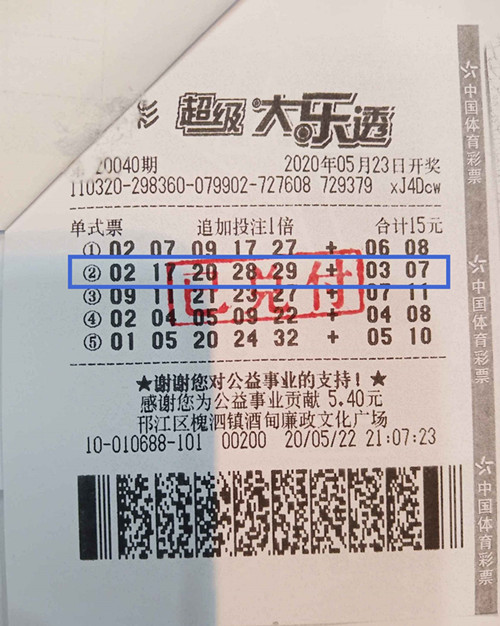 超级大乐透
第 20040期 2020年05月23日开奖
110320-298360-079902-727608 729379 xJ4Dcw
单式票 追加投注1倍 合计15元
① 02 07 09 17 27 + 06 08
② 02 17 20 28 29 + 03 07
③ 09 11 21 23 27 + 07 11
④ 02 04 05 09 22 + 04 08
⑤ 01 05 20 24 32 + 05 10
已兑付
★谢谢您对公益事业的支持!★
感谢您为公益事业贡献 5.40元
邗江区槐泗镇酒甸廉政文化广场
10-010688-101 00200 20/05/22 21:07:23
中国体育彩票
中国体育彩票
中国体育彩票